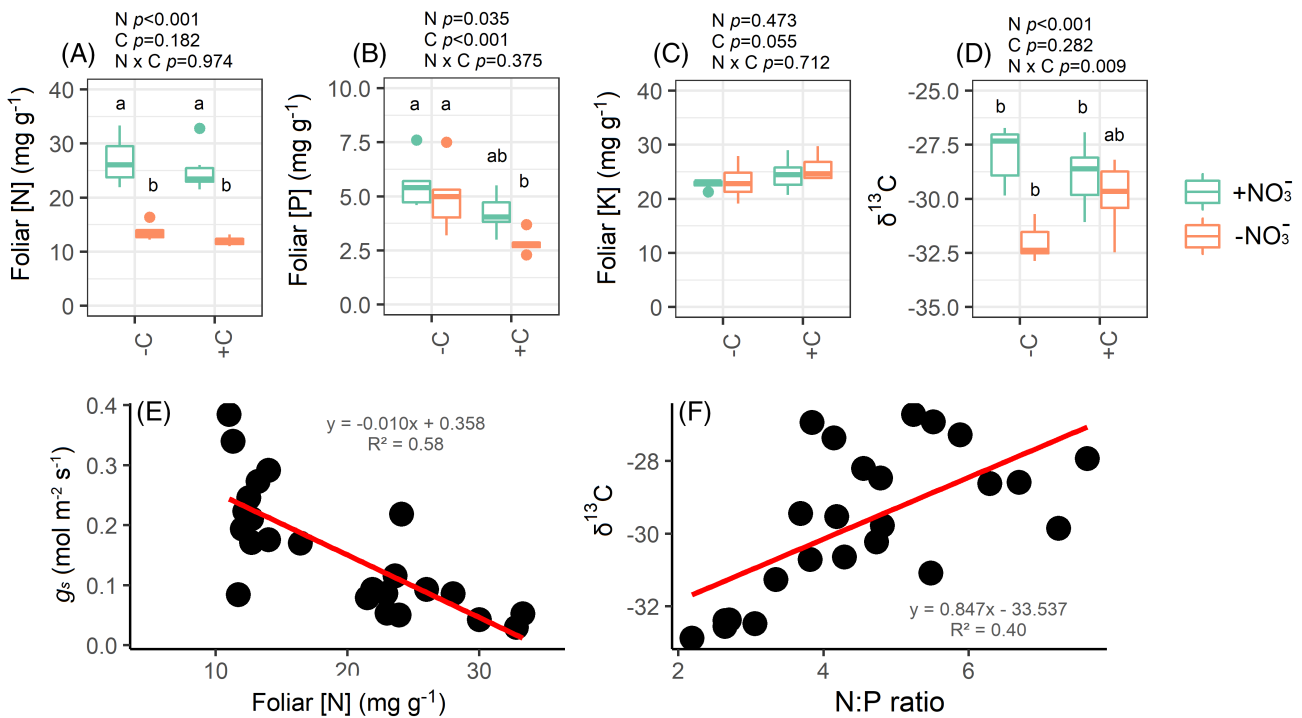 (A)
N p<0.001
C p=0.182
N x C p=0.974
Foliar [N] (mg g⁻¹)
40
30
20
10
0
a
b
a
b
-C
+C
(B)
N p=0.035
C p<0.001
N x C p=0.375
Foliar [P] (mg g⁻¹)
10.0
7.5
5.0
2.5
0.0
a
a
ab
b
-C
+C
(C)
N p=0.473
C p=0.055
N x C p=0.712
Foliar [K] (mg g⁻¹)
40
30
20
10
0
-C
+C
(D)
N p<0.001
C p=0.282
N x C p=0.009
δ¹³C
-25.0
-27.5
-30.0
-32.5
-35.0
b
b
b
ab
-C
+C
+NO₃⁻
-NO₃⁻
(E)
y = -0.010x + 0.358
R² = 0.58
gₛ (mol m⁻² s⁻¹)
0.4
0.3
0.2
0.1
0.0
10
20
30
Foliar [N] (mg g⁻¹)
(F)
δ¹³C
-28
-30
-32
y = 0.847x - 33.537
R² = 0.40
2
4
6
N:P ratio